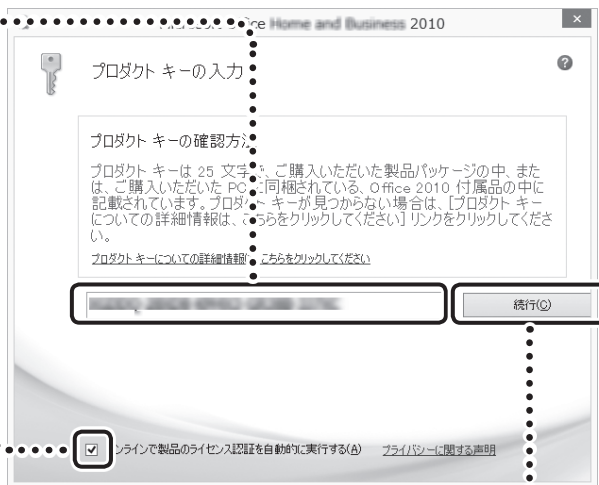 Home and Business 2010
プロダクト キーの入力
プロダクト キーの確認方法
プロダクト キーは 25 文字で、ご購入いただいた製品パッケージの中、また
は、ご購入いただいた PC に同梱されている、Office 2010 付属品の中に
記載されています。プロダクト キーが見つからない場合は、[プロダクト キー
についての詳細情報は、こちらをクリックしてください] リンクをクリックしてくださ
い。
プロダクト キーについての詳細情報は、こちらをクリックしてください
続行(C)
オンラインで製品のライセンス認証を自動的に実行する(A) プライバシーに関する声明